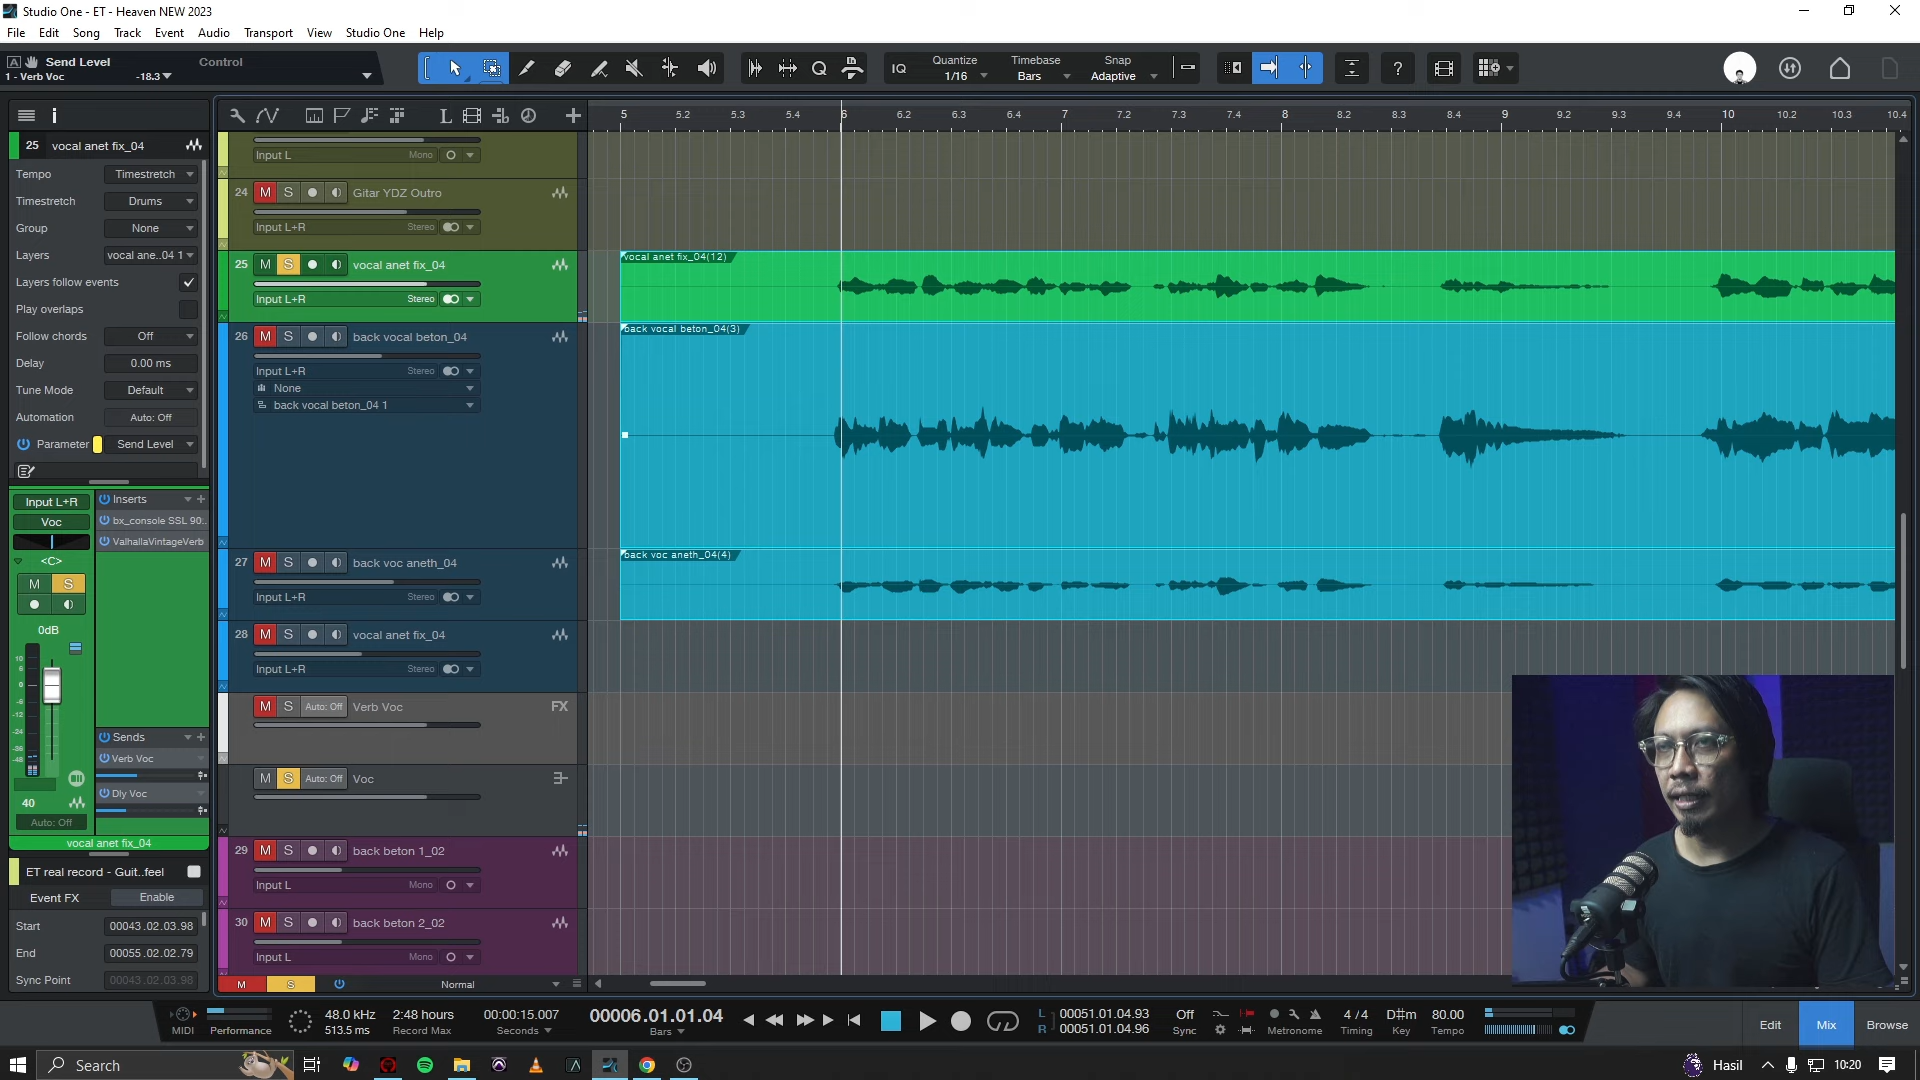 Studio One - ET - Heaven NEW 2023
File Edit Song Track Event Audio Transport View Studio One Help
A Send Level Control
1 - Verb Voc -18.3
IQ Quantize 1/16 Timebase Bars Snap Adaptive ?
5 5.2 5.3 5.4 6 6.2 6.3 6.4 7 7.2 7.3 7.4 8 8.2 8.3 8.4 9 9.2 9.3 9.4 10 10.2 10.3 10.4
25 vocal anet fix_04
Tempo Timestretch
Timestretch Drums
Group None
Layers vocal ane..04 1
Layers follow events
Play overlaps
Follow chords Off
Delay 0.00 ms
Tune Mode Default
Automation Auto: Off
Parameter Send Level
Input L+R
Voc
<C>
M S
0dB
10
6
0
-6
-12
-24
-36
-48
40
Auto: Off
vocal anet fix_04
Inserts
bx_console SSL 90..
ValhallaVintageVerb
Sends
Verb Voc
Dly Voc
ET real record - Guit..feel
Event FX Enable
Start 00043.02.03.98
End 00055.02.02.79
Sync Point 00043.02.03.98
Input L Mono
24 M S Gitar YDZ Outro
Input L+R Stereo
25 M S vocal anet fix_04
Input L+R Stereo
26 M S back vocal beton_04
Input L+R Stereo
None
back vocal beton_04 1
27 M S back voc aneth_04
Input L+R Stereo
28 M S vocal anet fix_04
Input L+R Stereo
M S Auto: Off Verb Voc FX
M S Auto: Off Voc
29 M S back beton 1_02
Input L Mono
30 M S back beton 2_02
Input L Mono
M S Normal
vocal anet fix_04(12)
back vocal beton_04(3)
back voc aneth_04(4)
MIDI Performance
48.0 kHz
513.5 ms
2:48 hours
Record Max
00:00:15.007
Seconds
00006.01.01.04
Bars
L 00051.01.04.93
R 00051.01.04.96
Off
Sync
Metronome
Timing
4 / 4
D#m
Key
80.00
Tempo
Edit Mix Browse
Search
Hasil
10:20